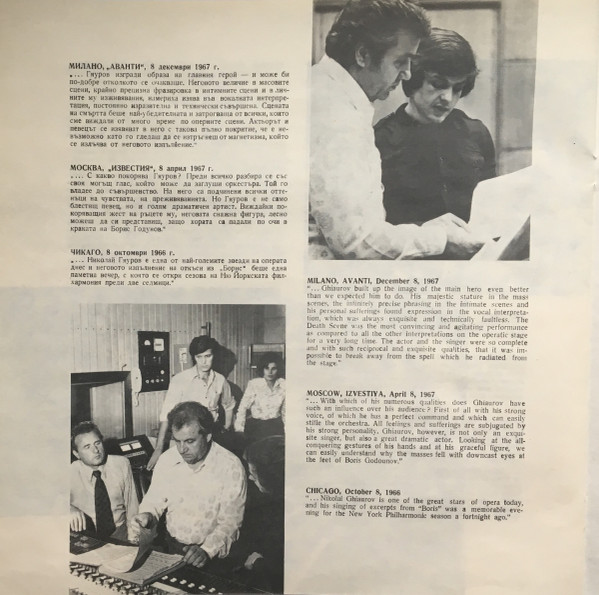 МИЛАНО, „АВАНТИ“, 8 декември 1967 г.
„... Гяуров изгради образа на главния герой — и може би
по-добре отколкото се очакваше. Неговото величие в масовите
сцени, крайно прецизна фразировка в интимните сцени и в лич-
ните му изживявания, намериха израз във вокалната интерпре-
тация, постоянно изразителна и технически съвършена. Сцената
на смъртта беше най-убедителната и затрогваща от всички, които
сме виждали от много време по оперните сцени. Актьорът и
певецът се изявяват в него с такова пълно покритие, че е не-
възможно като го гледаш да се изтръгнеш от магнетизма, който
се излъчва от неговото изпълнение.“
МОСКВА, „ИЗВЕСТИЯ“, 8 април 1967 г.
„... С какво покорява Гяуров? Преди всичко разбира се със
своя могъщ глас, който може да заглуши оркестъра. Той го
владее до съвършенство. На него са подчинени всички отте-
нъци на чувствата, на преживяванията. Но Гяуров е не само
блестящ певец, но и голям драматичен артист. Виждайки по-
коряващия жест на ръцете му, неговата снажна фигура, лесно
можеш да си представиш, защо хората са падали по очи в
краката на Борис Годунов.“
ЧИКАГО, 8 октомври 1966 г.
„... Николай Гяуров е една от най-големите звезди на операта
днес и неговото изпълнение на откъси из „Борис“ беше една
паметна вечер, с която се откри сезона на Ню Йоркската фил-
хармония преди две седмици.“
MILANO, AVANTI, December 8, 1967
"... Ghiaurov built up the image of the main hero even better
than we expected him to do. His majestic stature in the mass
scenes, the infinitely precise phrasing in the intimate scenes and
his personal sufferings found expression in the vocal interpreta-
tion, which was always exquisite and technically faultless. The
Death Scene was the most convincing and agitating performance
as compared to all the other interpretations on the operatic stage
for a very long time. The actor and the singer were so complete
and with such reciprocal and exquisite qualities, that it was im-
possible to break away from the spell which he radiated from
the stage."
MOSCOW, IZVESTIYA, April 8, 1967
"... With which of his numerous qualities does Ghiaurov have
such an influence over his audience? First of all with his strong
voice, of which he has a perfect command and which can easily
stifle the orchestra. All feelings and sufferings are subjugated by
his strong personality. Ghiaurov, however, is not only an exqui-
site singer, but also a great dramatic actor. Looking at the all-
conquering gestures of his hands and at his graceful figure, we
can easily understand why the masses fell with downcast eyes at
the feet of Boris Godounov."
CHICAGO, October 8, 1966
"... Nikolai Ghiaurov is one of the great stars of opera today,
and his singing of excerpts from "Boris" was a memorable eve-
ning for the New York Philharmonic season a fortnight ago."